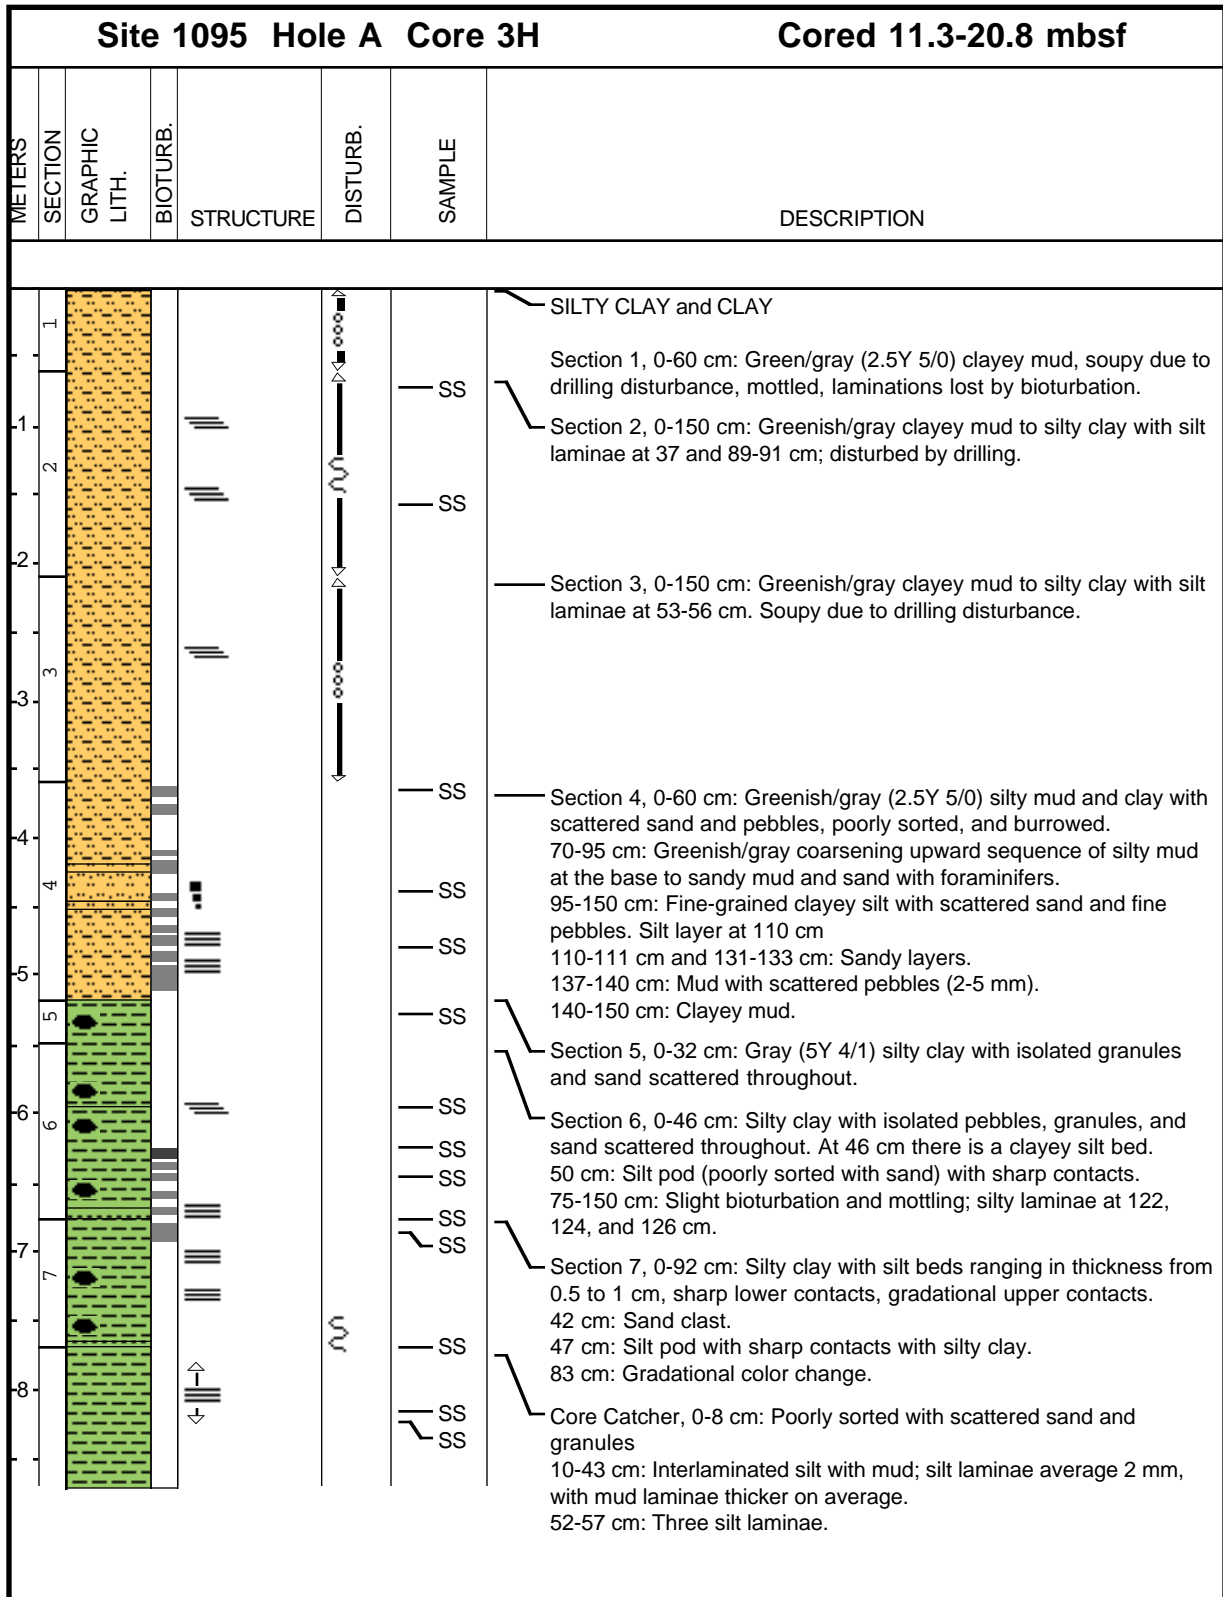 Site 1095 Hole A Core 3H Cored 11.3-20.8 mbsf
METERS
SECTION
GRAPHIC
LITH.
BIOTURB.
STRUCTURE
DISTURB.
SAMPLE
DESCRIPTION
1
SILTY CLAY and CLAY
Section 1, 0-60 cm: Green/gray (2.5Y 5/0) clayey mud, soupy due to
drilling disturbance, mottled, laminations lost by bioturbation.
SS
1
Section 2, 0-150 cm: Greenish/gray clayey mud to silty clay with silt
laminae at 37 and 89-91 cm; disturbed by drilling.
2
SS
2
Section 3, 0-150 cm: Greenish/gray clayey mud to silty clay with silt
laminae at 53-56 cm. Soupy due to drilling disturbance.
3
3
SS
Section 4, 0-60 cm: Greenish/gray (2.5Y 5/0) silty mud and clay with
scattered sand and pebbles, poorly sorted, and burrowed.
4
70-95 cm: Greenish/gray coarsening upward sequence of silty mud
at the base to sandy mud and sand with foraminifers.
4
SS
95-150 cm: Fine-grained clayey silt with scattered sand and fine
pebbles. Silt layer at 110 cm
SS
110-111 cm and 131-133 cm: Sandy layers.
5
137-140 cm: Mud with scattered pebbles (2-5 mm).
140-150 cm: Clayey mud.
5
SS
Section 5, 0-32 cm: Gray (5Y 4/1) silty clay with isolated granules
and sand scattered throughout.
6
SS
6
Section 6, 0-46 cm: Silty clay with isolated pebbles, granules, and
sand scattered throughout. At 46 cm there is a clayey silt bed.
SS
50 cm: Silt pod (poorly sorted with sand) with sharp contacts.
SS
75-150 cm: Slight bioturbation and mottling; silty laminae at 122,
124, and 126 cm.
SS
SS
7
Section 7, 0-92 cm: Silty clay with silt beds ranging in thickness from
0.5 to 1 cm, sharp lower contacts, gradational upper contacts.
7
42 cm: Sand clast.
47 cm: Silt pod with sharp contacts with silty clay.
SS
83 cm: Gradational color change.
8
Core Catcher, 0-8 cm: Poorly sorted with scattered sand and
granules
SS
SS
10-43 cm: Interlaminated silt with mud; silt laminae average 2 mm,
with mud laminae thicker on average.
52-57 cm: Three silt laminae.